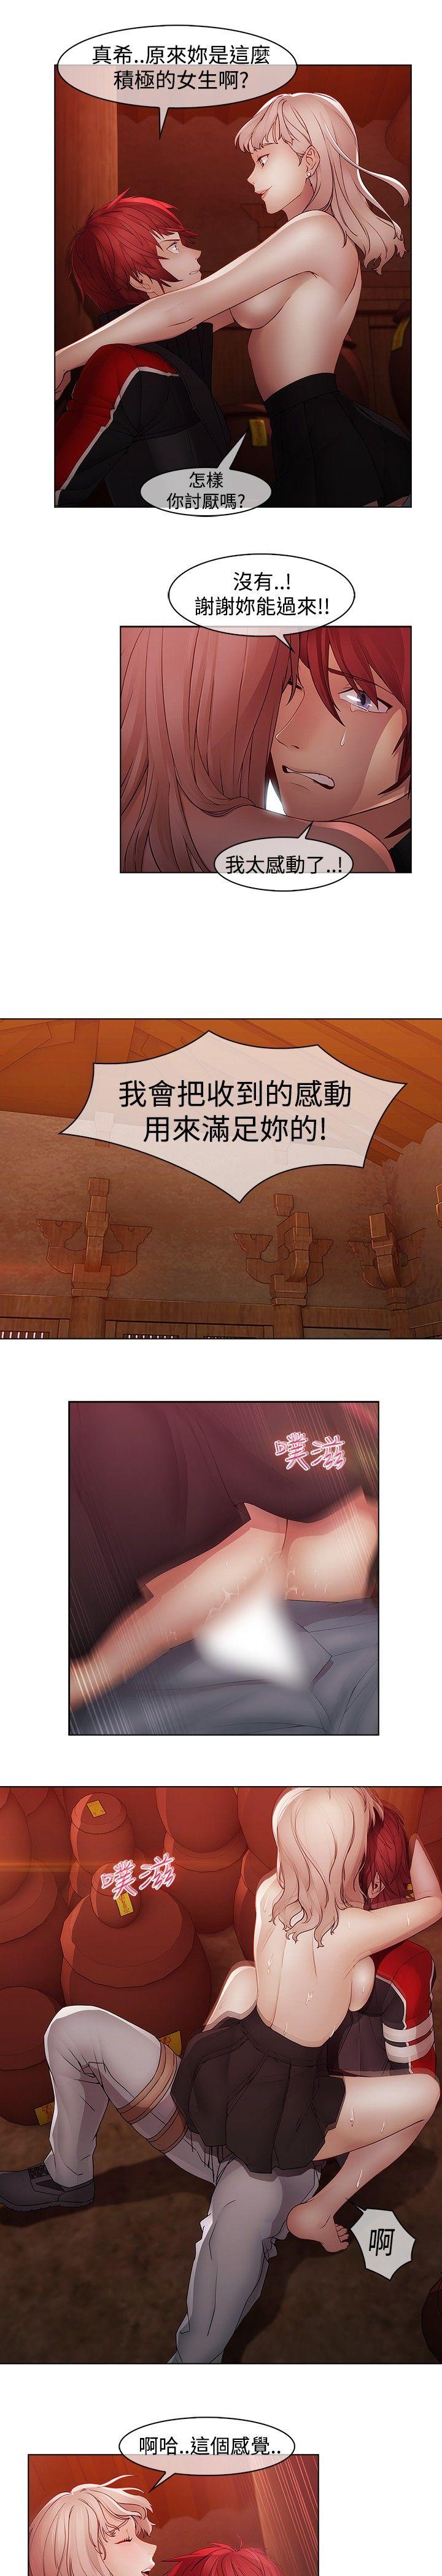 真希..原來妳是這麼
積極的女生啊?
怎樣
你討厭嗎?
沒有..!
謝謝妳能過來!!
我太感動了..!
我會把收到的感動
用來滿足妳的!
噗滋
噗滋
啊
啊哈..這個感覺..